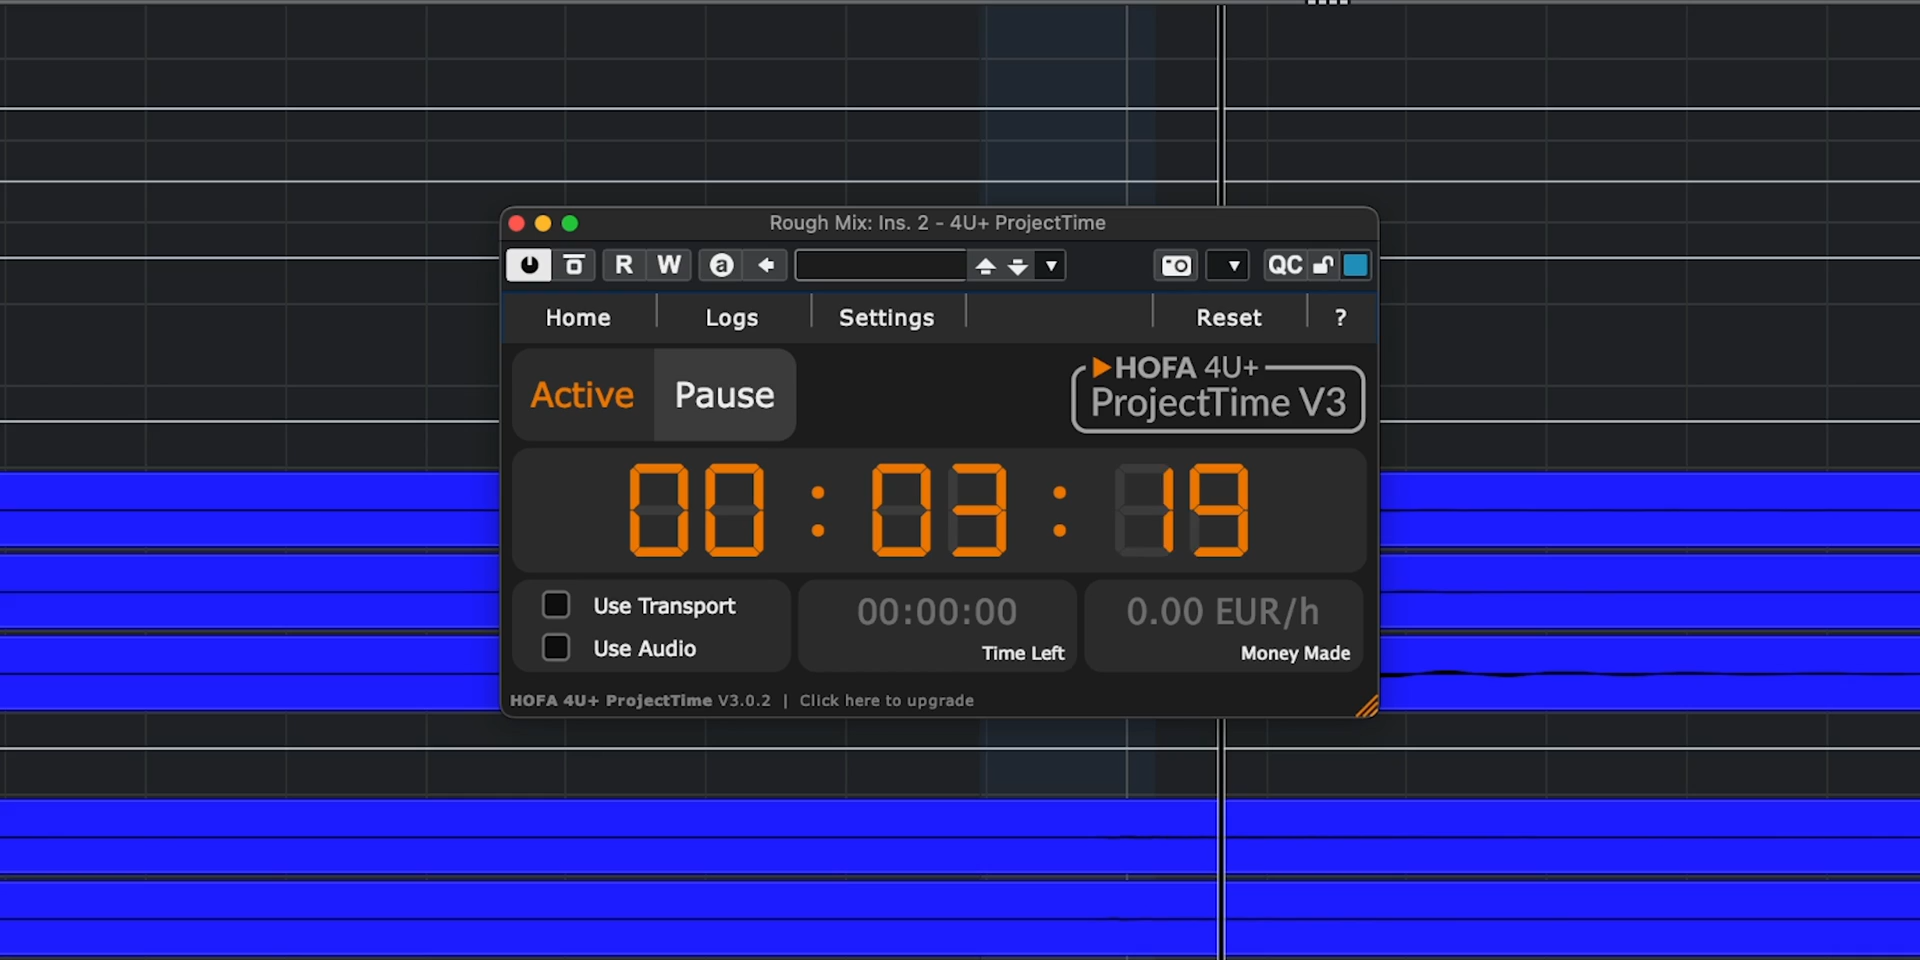 Rough Mix: Ins. 2 - 4U+ ProjectTime
R W a QC
Home Logs Settings Reset ?
Active Pause
HOFA 4U+
ProjectTime V3
00:03:19
Use Transport
Use Audio
00:00:00
Time Left
0.00 EUR/h
Money Made
HOFA 4U+ ProjectTime V3.0.2 | Click here to upgrade